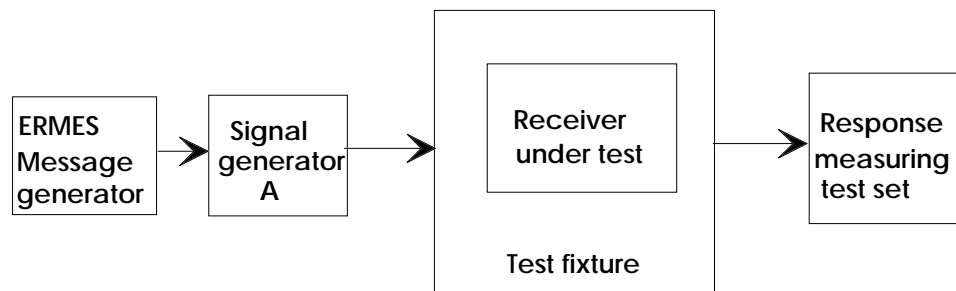 ERMES
Message
generator
Signal
generator
A
Receiver
under test
Test fixture
Response
measuring
test set